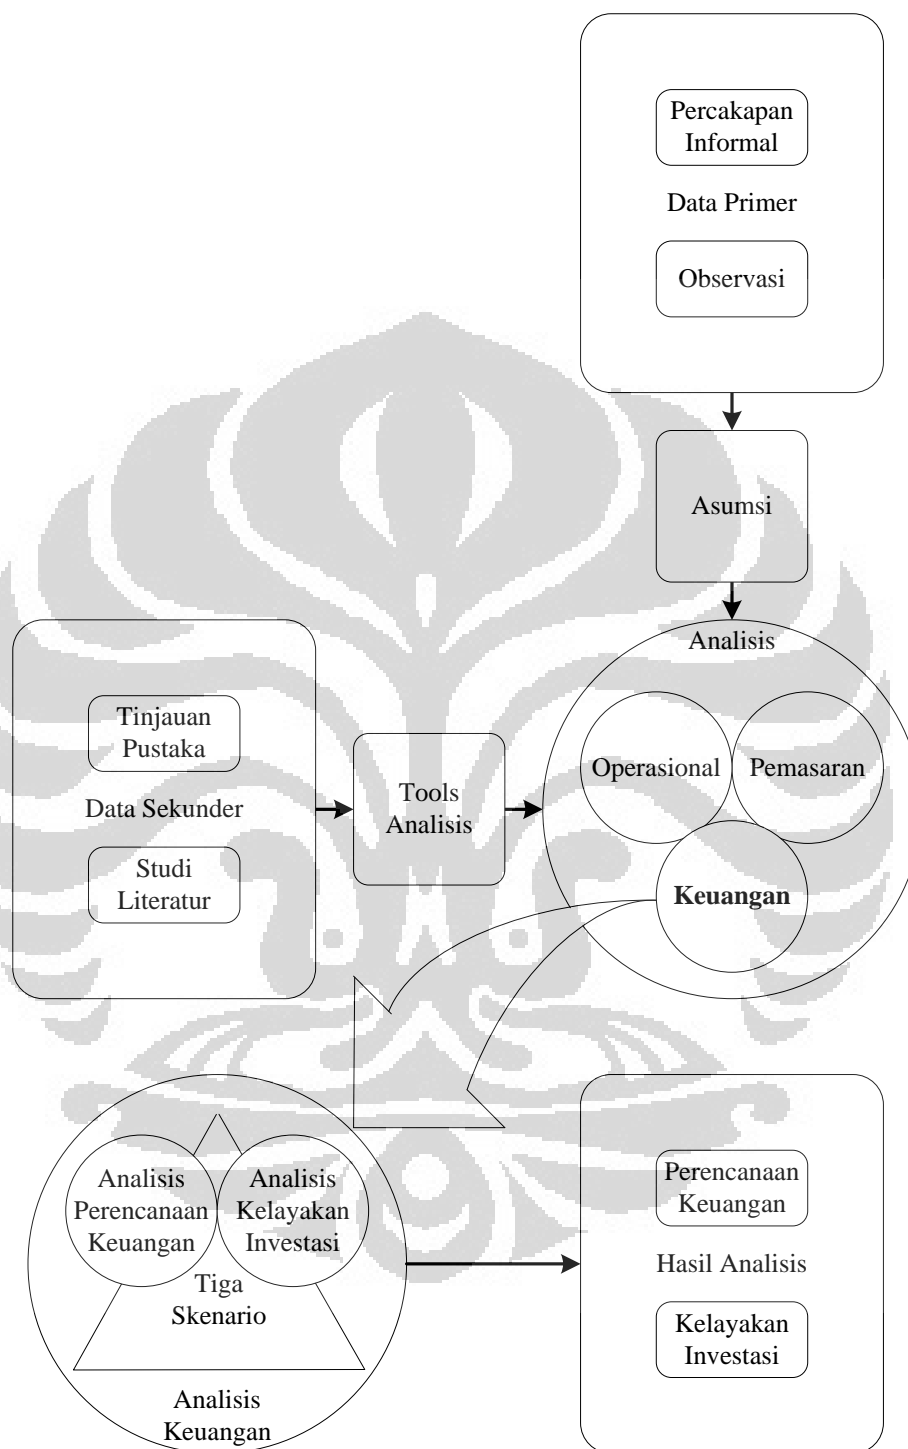 Percakapan
Informal
Data Primer
Observasi
Asumsi
Analisis
Operasional
Pemasaran
Keuangan
Tinjauan
Pustaka
Data Sekunder
Studi
Literatur
Tools
Analisis
Analisis
Perencanaan
Keuangan
Analisis
Kelayakan
Investasi
Tiga
Skenario
Analisis
Keuangan
Perencanaan
Keuangan
Hasil Analisis
Kelayakan
Investasi